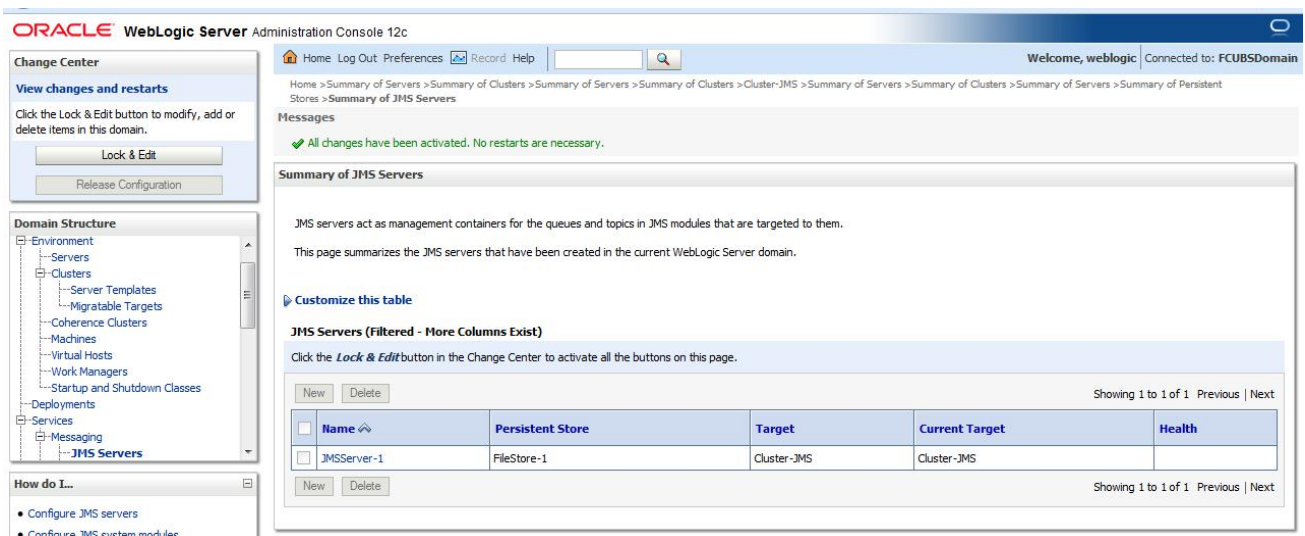 ORACLE WebLogic Server Administration Console 12c
Change Center
View changes and restarts
Click the Lock & Edit button to modify, add or
delete items in this domain.
Lock & Edit
Release Configuration
Domain Structure
Environment
Servers
Clusters
Server Templates
Migratable Targets
Coherence Clusters
Machines
Virtual Hosts
Work Managers
Startup and Shutdown Classes
Deployments
Services
Messaging
JMS Servers
How do I...
Configure JMS servers
Configure JMS system modules
Home Log Out Preferences Record Help
Welcome, weblogic Connected to: FCUBSDomain
Home >Summary of Servers >Summary of Clusters >Summary of Servers >Summary of Clusters >Cluster-JMS >Summary of Servers >Summary of Clusters >Summary of Servers >Summary of Persistent
Stores >Summary of JMS Servers
Messages
All changes have been activated. No restarts are necessary.
Summary of JMS Servers
JMS servers act as management containers for the queues and topics in JMS modules that are targeted to them.
This page summarizes the JMS servers that have been created in the current WebLogic Server domain.
Customize this table
JMS Servers (Filtered - More Columns Exist)
Click the Lock & Edit button in the Change Center to activate all the buttons on this page.
New Delete Showing 1 to 1 of 1 Previous | Next
Name Persistent Store Target Current Target Health
JMSServer-1 FileStore-1 Cluster-JMS Cluster-JMS
New Delete Showing 1 to 1 of 1 Previous | Next